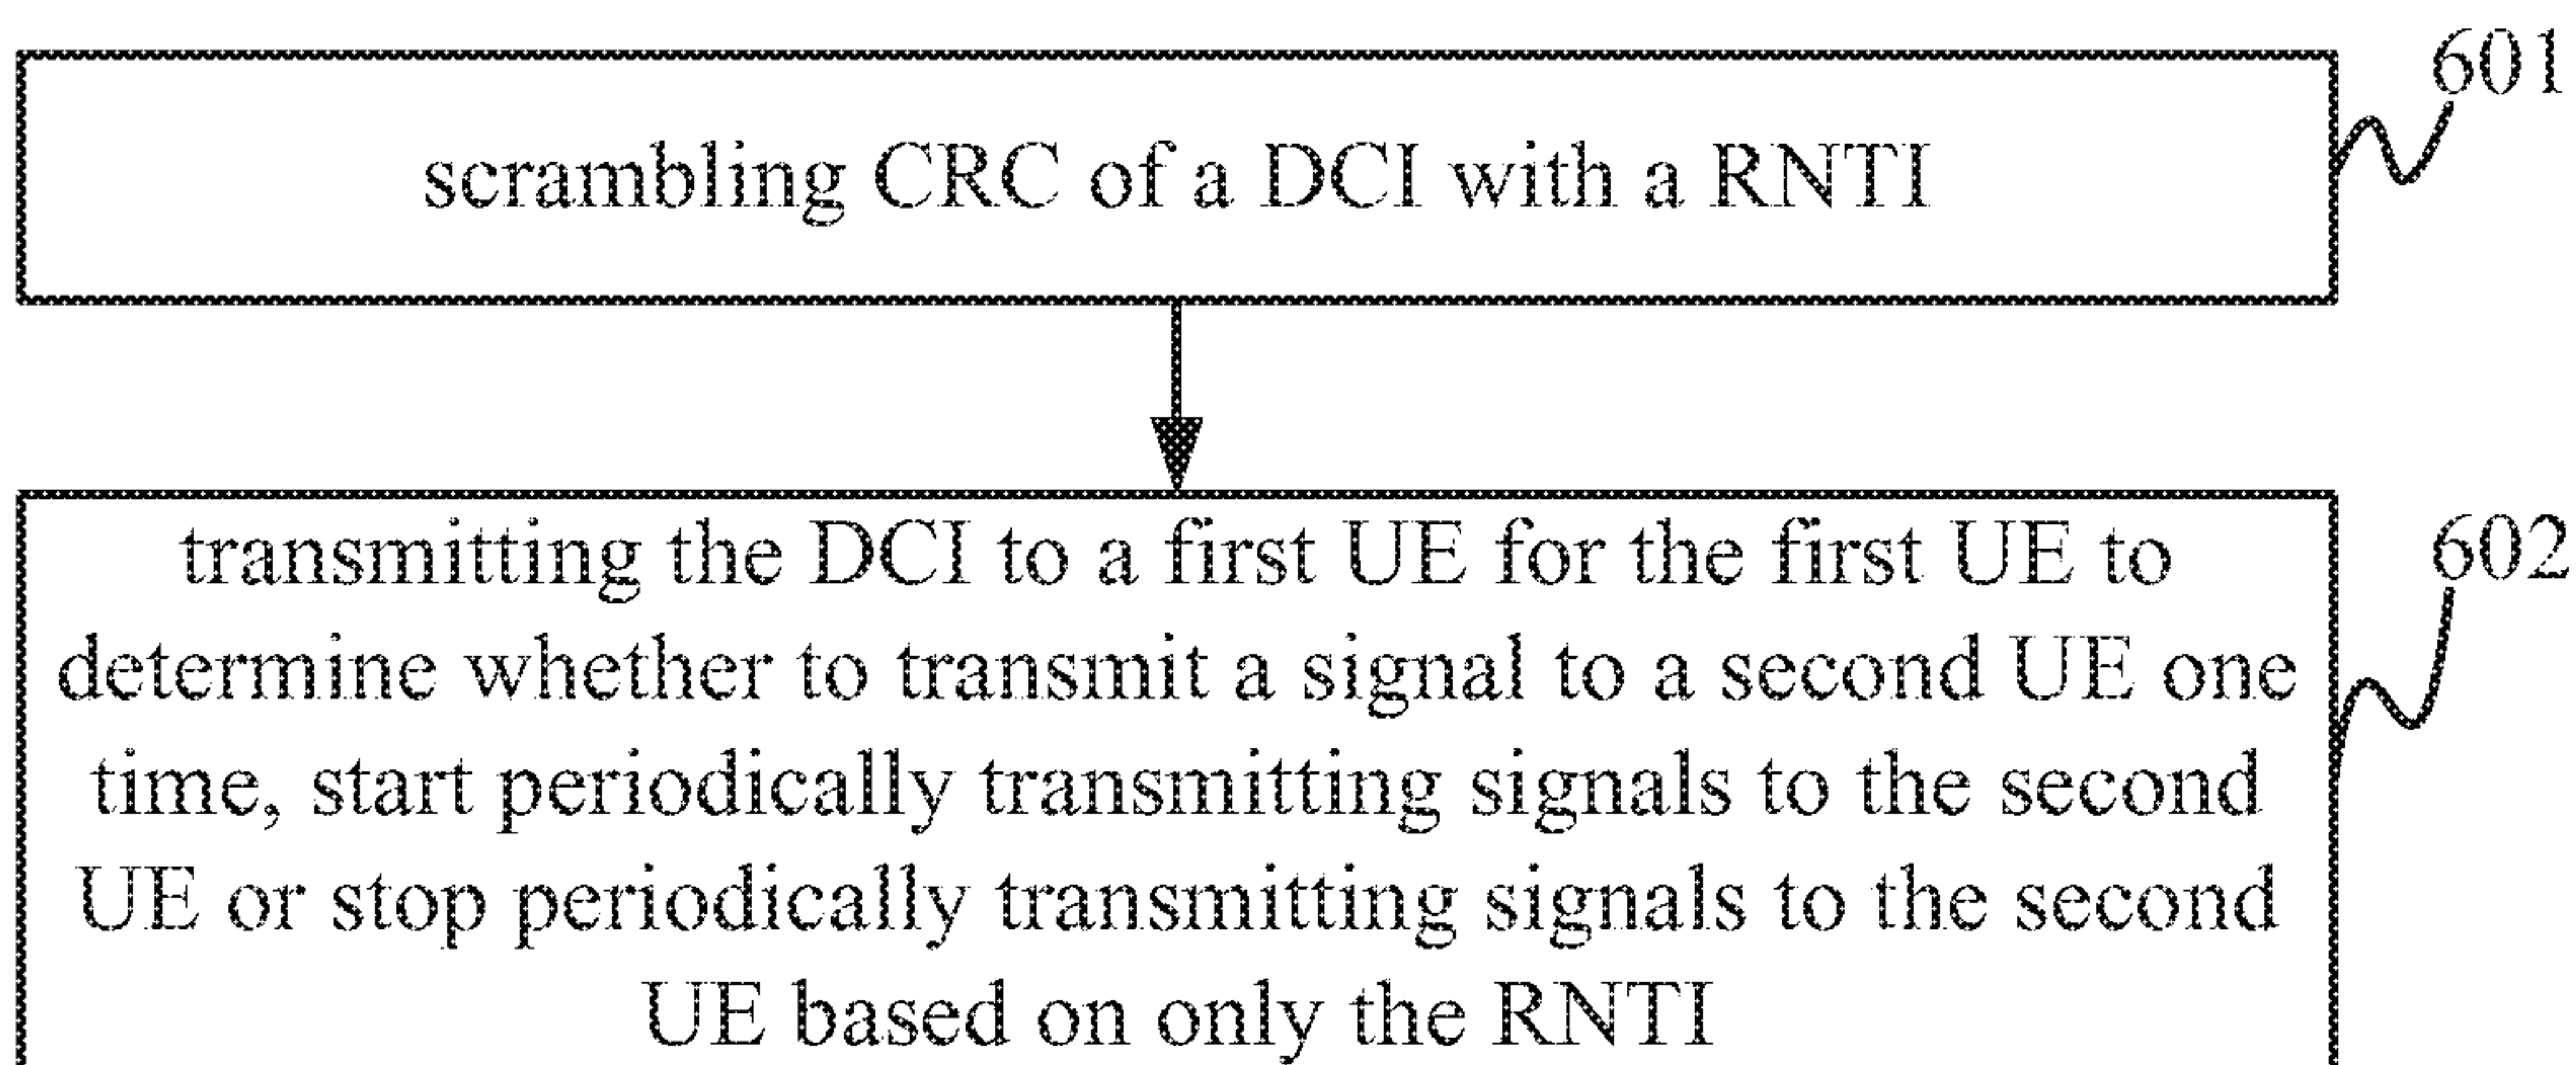 601
scrambling CRC of a DCI with a RNTI
602
transmitting the DCI to a first UE for the first UE to
determine whether to transmit a signal to a second UE one
time, start periodically transmitting signals to the second
UE or stop periodically transmitting signals to the second
UE based on only the RNTI